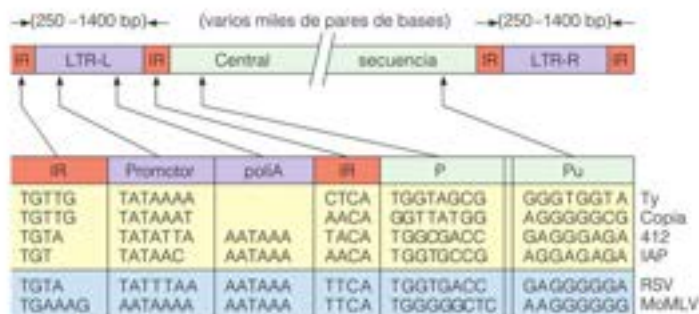 (250 -1400 bp) (varios miles de pares de bases) (250-1400 bp)
IR LTR-L IR Central secuencia IR LTR-R IR
IR Promotor poliA IR P Pu
TGTTG TATAAAA CTCA TGGTAGCG GGGTGGTA Ty
TGTTG TATAAAT AACA GGTTATGG AGGGGGCG Copia
TGTA TATATTA AATAAA TACA TGGCGACC GAGGGAGA 412
TGT TATAAC AATAAA AACA TGGTGCCG AGGAGAGA IAP
TGTA TATTTAA AATAAA TTCA TGGTGACC GAGGGGGA RSV
TGAAAG AATAAAA AATAAA TTCA TGGGGGCTC AAGGGGGG MoMLV